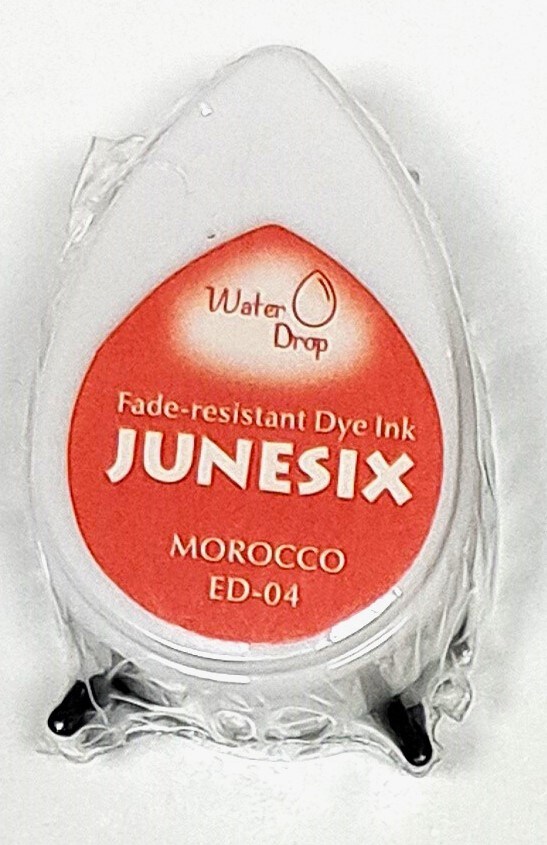 Water
Drop
Fade-resistant Dye Ink
JUNESIX
MOROCCO
ED-04